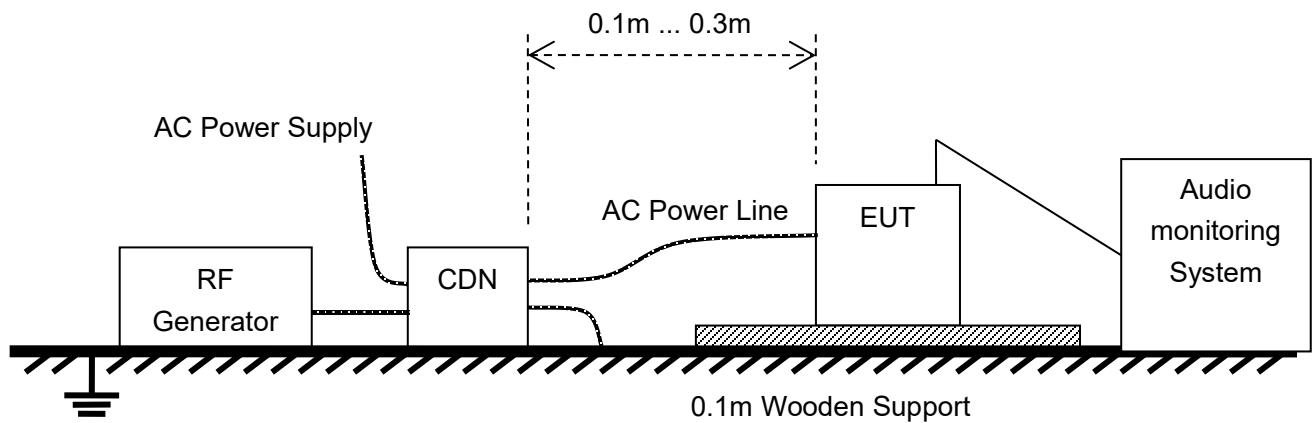 0.1m ... 0.3m
AC Power Supply
AC Power Line
RF
Generator
CDN
EUT
Audio
monitoring
System
0.1m Wooden Support